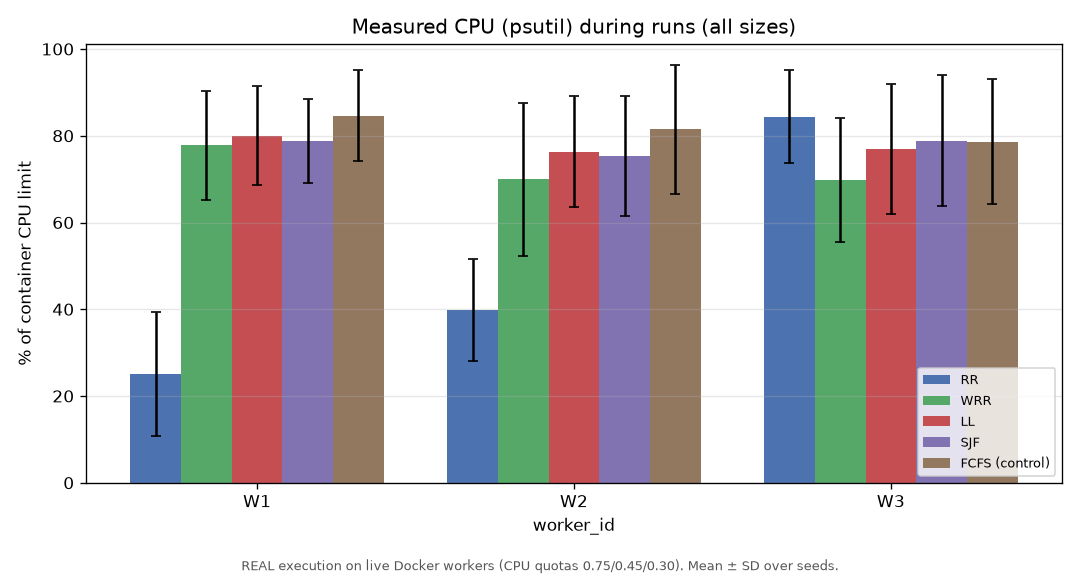 Measured CPU (psutil) during runs (all sizes)
% of container CPU limit
100
80
60
40
20
0
W1
W2
W3
worker_id
RR
WRR
LL
SJF
FCFS (control)
REAL execution on live Docker workers (CPU quotas 0.75/0.45/0.30). Mean ± SD over seeds.